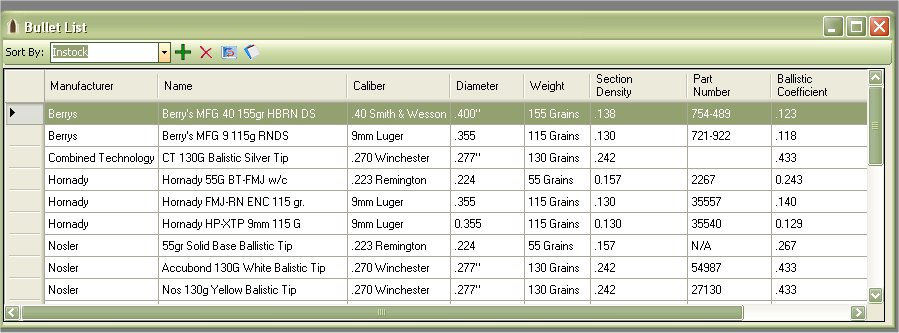 Bullet List
Sort By: Instock
Manufacturer Name Caliber Diameter Weight Section Density Part Number Ballistic Coefficient
Berrys Berry's MFG 40 155gr HBRN DS .40 Smith & Wesson .400" 155 Grains .138 754-489 .123
Berrys Berry's MFG 9 115g RNDS 9mm Luger .355 115 Grains .130 721-922 .118
Combined Technology CT 130G Balistic Silver Tip .270 Winchester .277" 130 Grains .242 .433
Hornady Hornady 55G BT-FMJ w/c .223 Remington .224 55 Grains 0.157 2267 0.243
Hornady Hornady FMJ-RN ENC 115 gr. 9mm Luger .355 115 Grains .130 35557 .140
Hornady Hornady HP-XTP 9mm 115 G 9mm Luger 0.355 115 Grains 0.130 35540 0.129
Nosler 55gr Solid Base Ballistic Tip .223 Remington .224 55 Grains .157 N/A .267
Nosler Accubond 130G White Balistic Tip .270 Winchester .277" 130 Grains .242 54987 .433
Nosler Nos 130g Yellow Balistic Tip .270 Winchester .277" 130 Grains .242 27130 .433